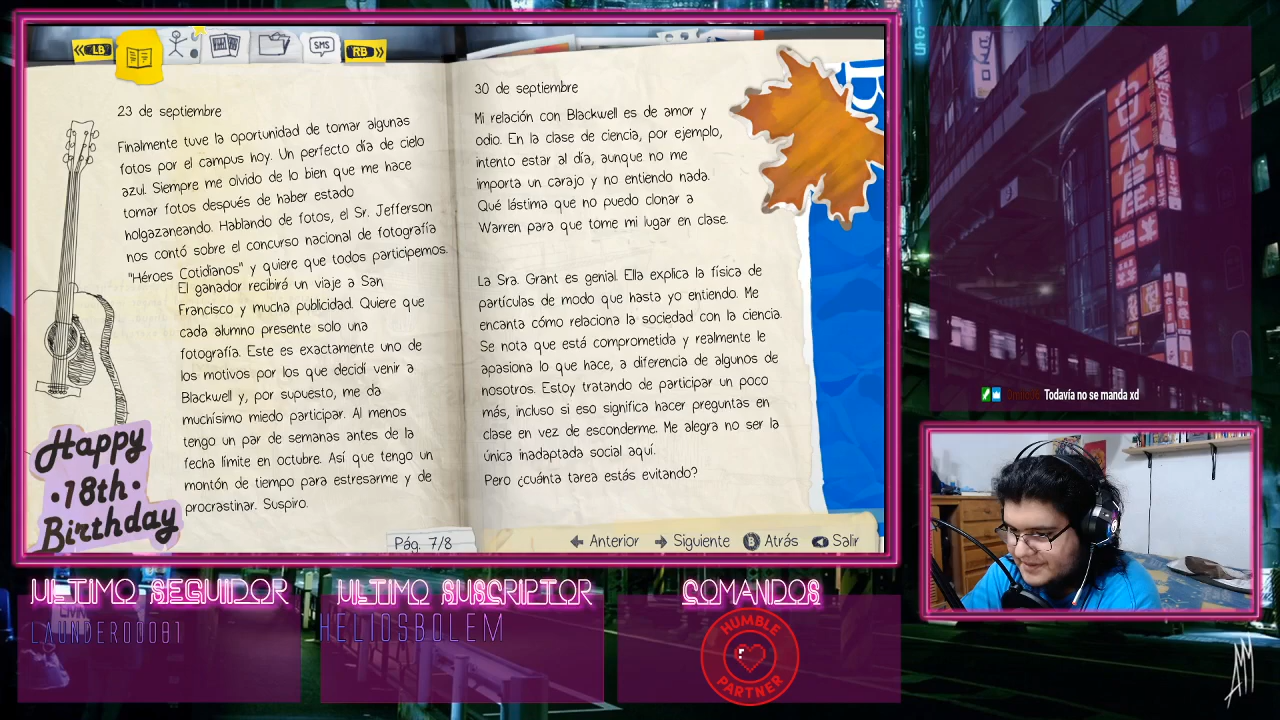 LB
SMS
RB
23 de septiembre
Finalmente tuve la oportunidad de tomar algunas
fotos por el campus hoy. Un perfecto día de cielo
azul. Siempre me olvido de lo bien que me hace
tomar fotos después de haber estado
holgazaneando. Hablando de fotos, el Sr. Jefferson
nos contó sobre el concurso nacional de fotografía
"Héroes Cotidianos" y quiere que todos participemos.
El ganador recibirá un viaje a San
Francisco y mucha publicidad. Quiere que
cada alumno presente solo una
fotografía. Este es exactamente uno de
los motivos por los que decidí venir a
Blackwell y, por supuesto, me da
muchísimo miedo participar. Al menos
tengo un par de semanas antes de la
fecha límite en octubre. Así que tengo un
montón de tiempo para estresarme y de
procrastinar. Suspiro.
Happy
•18th•
Birthday
30 de septiembre
Mi relación con Blackwell es de amor y
odio. En la clase de ciencia, por ejemplo,
intento estar al día, aunque no me
importa un carajo y no entiendo nada.
Qué lástima que no puedo clonar a
Warren para que tome mi lugar en clase.
La Sra. Grant es genial. Ella explica la física de
partículas de modo que hasta yo entiendo. Me
encanta cómo relaciona la sociedad con la ciencia.
Se nota que está comprometida y realmente le
apasiona lo que hace, a diferencia de algunos de
nosotros. Estoy tratando de participar un poco
más, incluso si eso significa hacer preguntas en
clase en vez de esconderme. Me alegra no ser la
única inadaptada social aquí.
Pero ¿cuánta tarea estás evitando?
Pág. 7/8
Anterior
Siguiente
B Atrás
Salir
Todavía no se manda xd
ULTIMO SEGUIDOR
LAUNDER00081
ULTIMO SUSCRIPTOR
HELIOSBOLEM
COMANDOS
HUMBLE
PARTNER